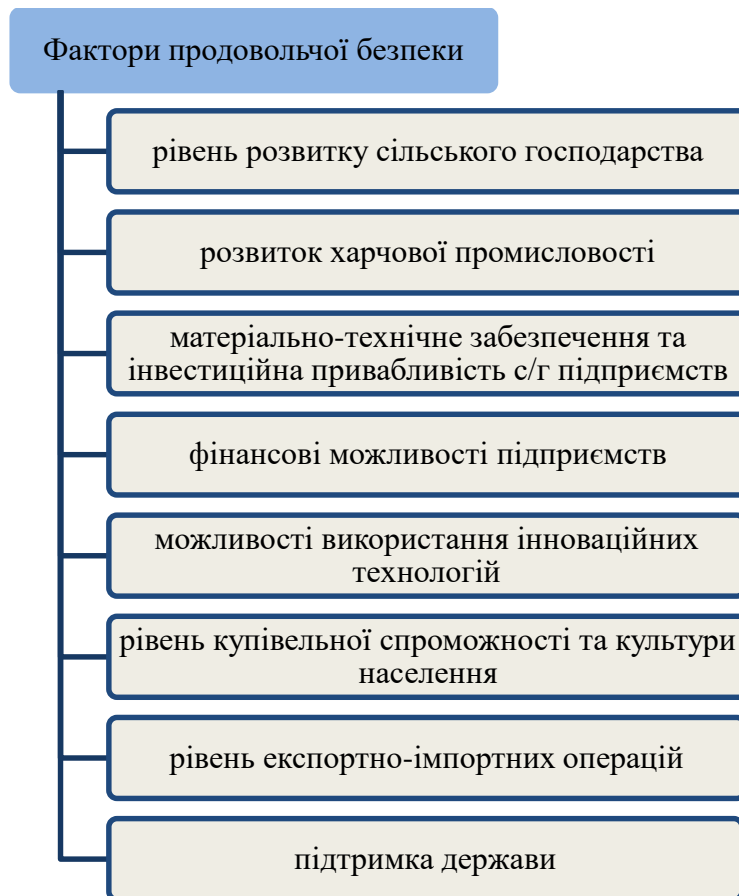 Фактори продовольчої безпеки
рівень розвитку сільського господарства
розвиток харчової промисловості
матеріально-технічне забезпечення та
інвестиційна привабливість с/г підприємств
фінансові можливості підприємств
можливості використання інноваційних
технологій
рівень купівельної спроможності та культури
населення
рівень експортно-імпортних операцій
підтримка держави